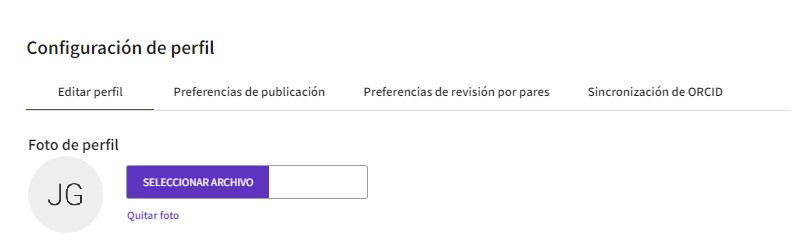 Configuración de perfil
Editar perfil Preferencias de publicación Preferencias de revisión por pares Sincronización de ORCID
Foto de perfil
JG
SELECCIONAR ARCHIVO
Quitar foto